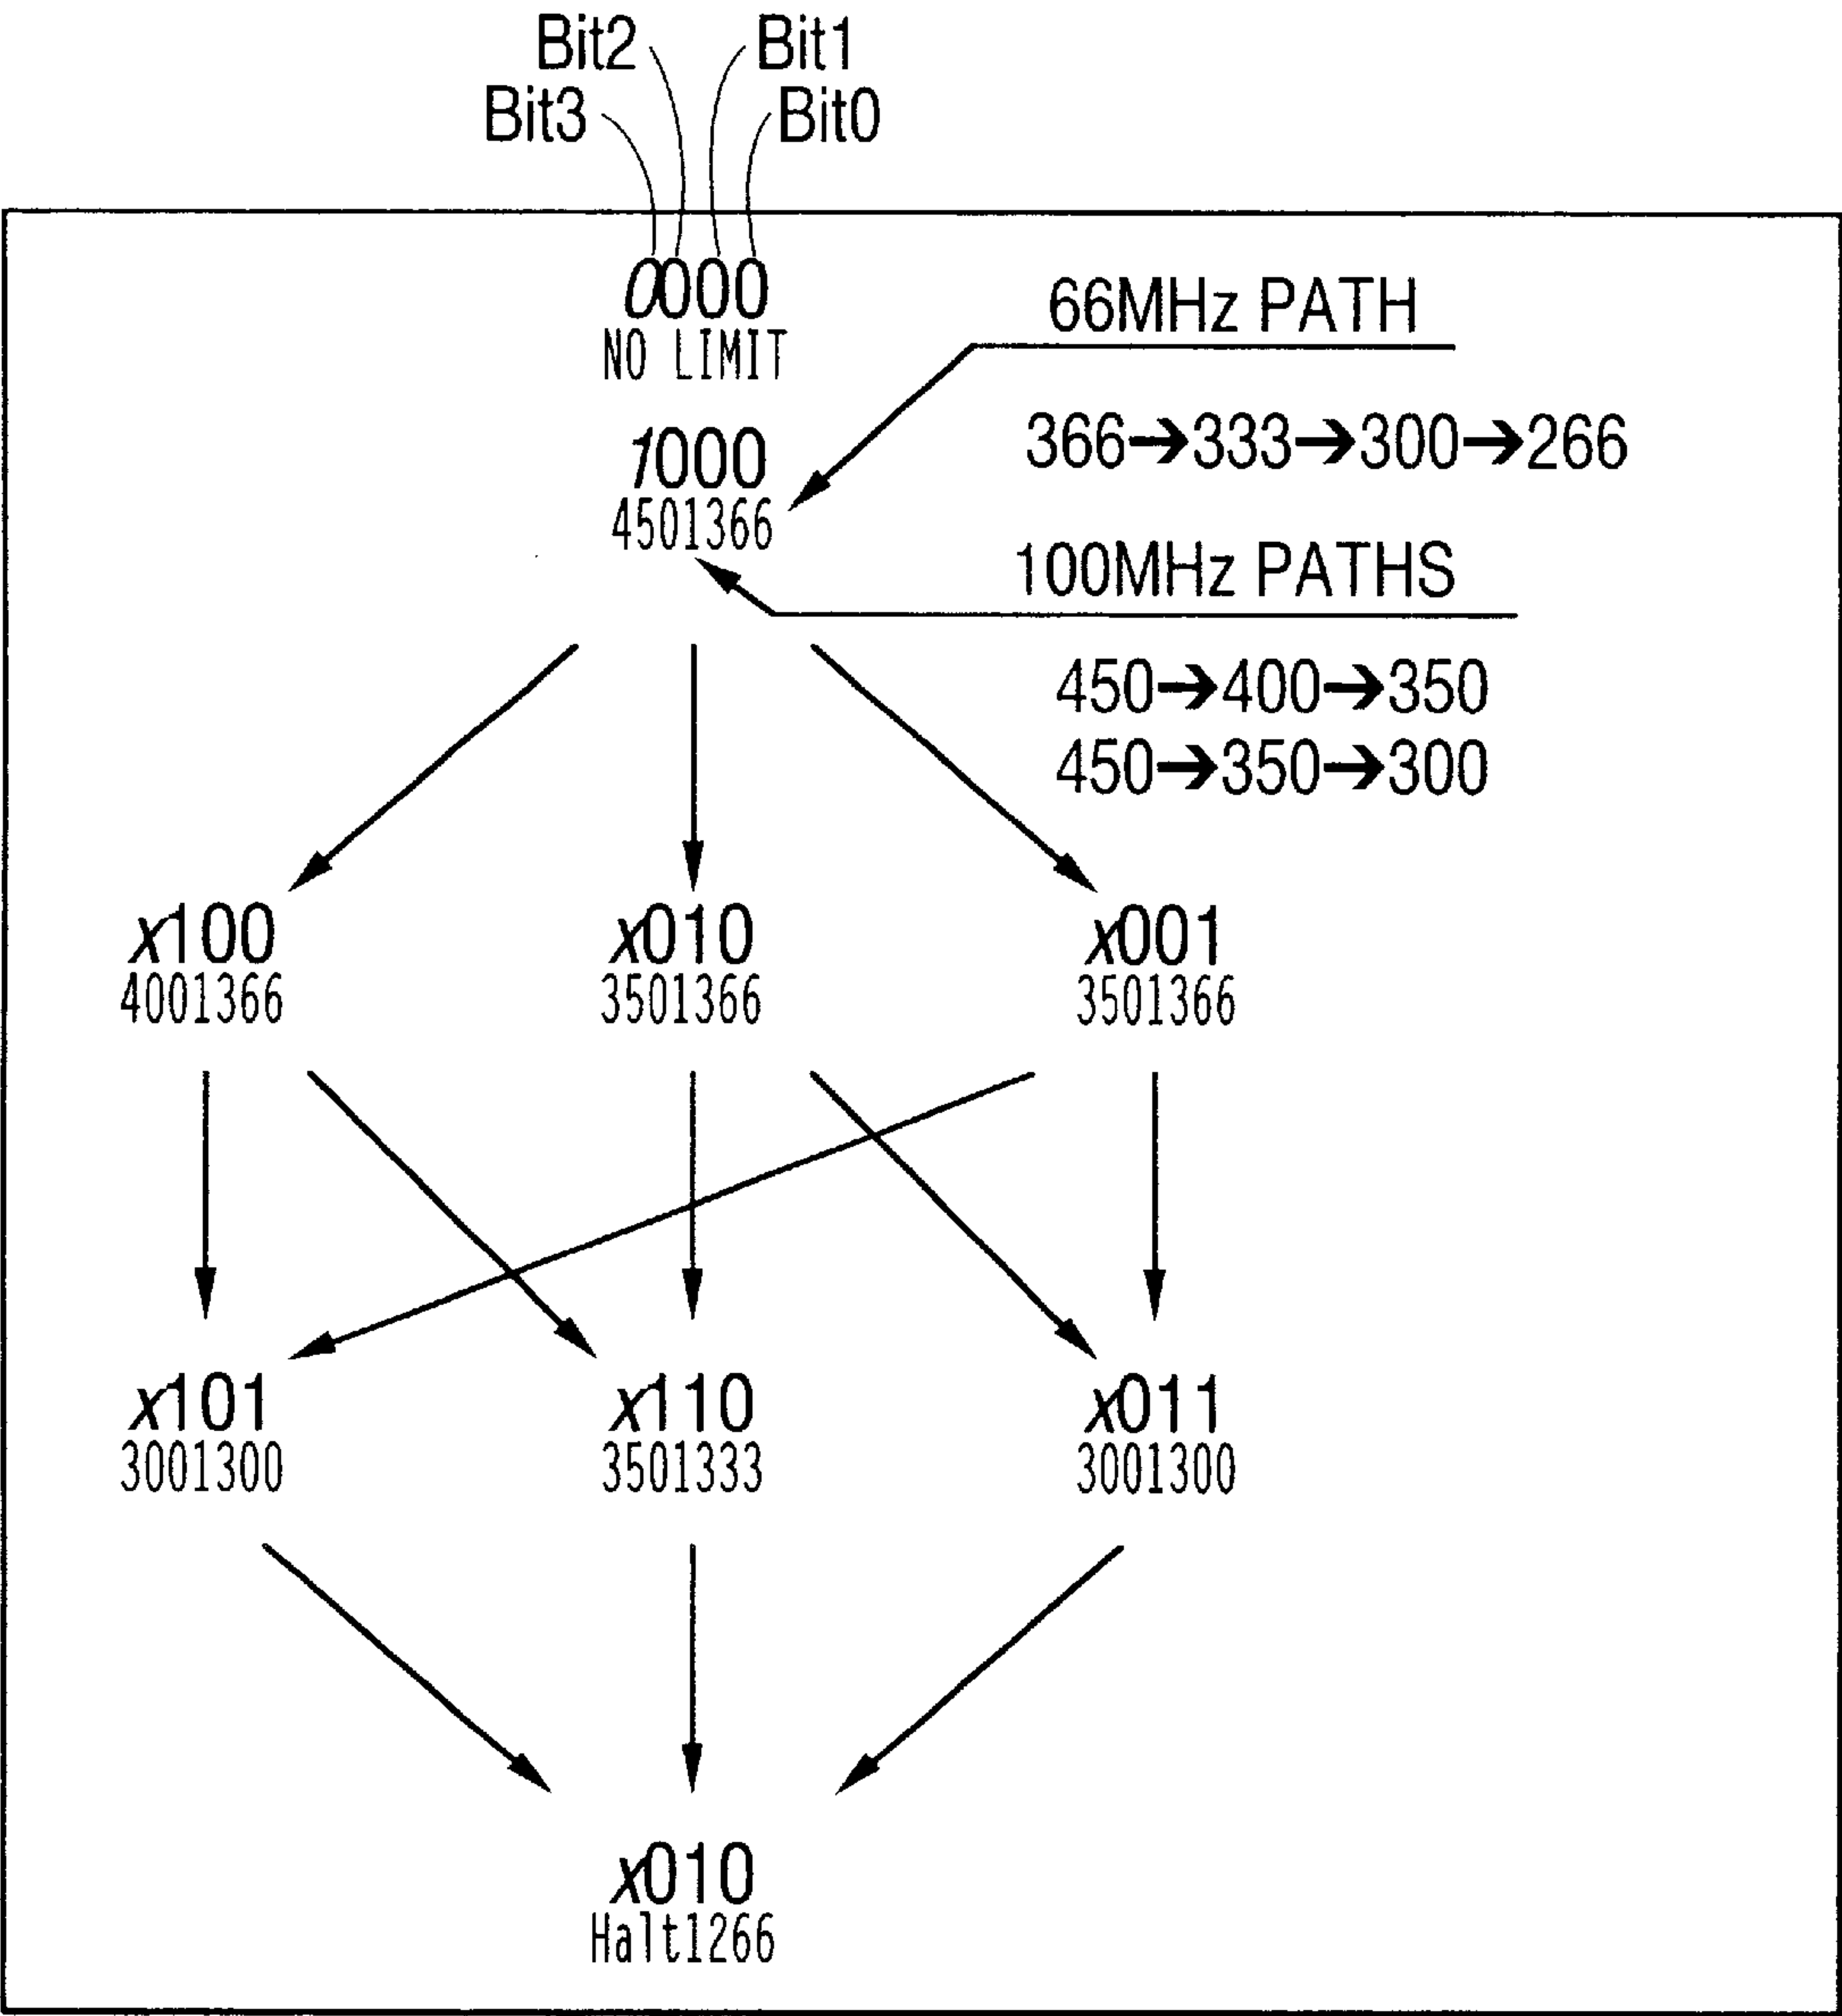 Bit2 Bit1
Bit3 Bit0
0000
NO LIMIT
66MHz PATH
366→333→300→266
1000
4501366
100MHz PATHS
450→400→350
450→350→300
x100 x010 x001
4001366 3501366 3501366
x101 x110 x011
3001300 3501333 3001300
x010
Halt1266